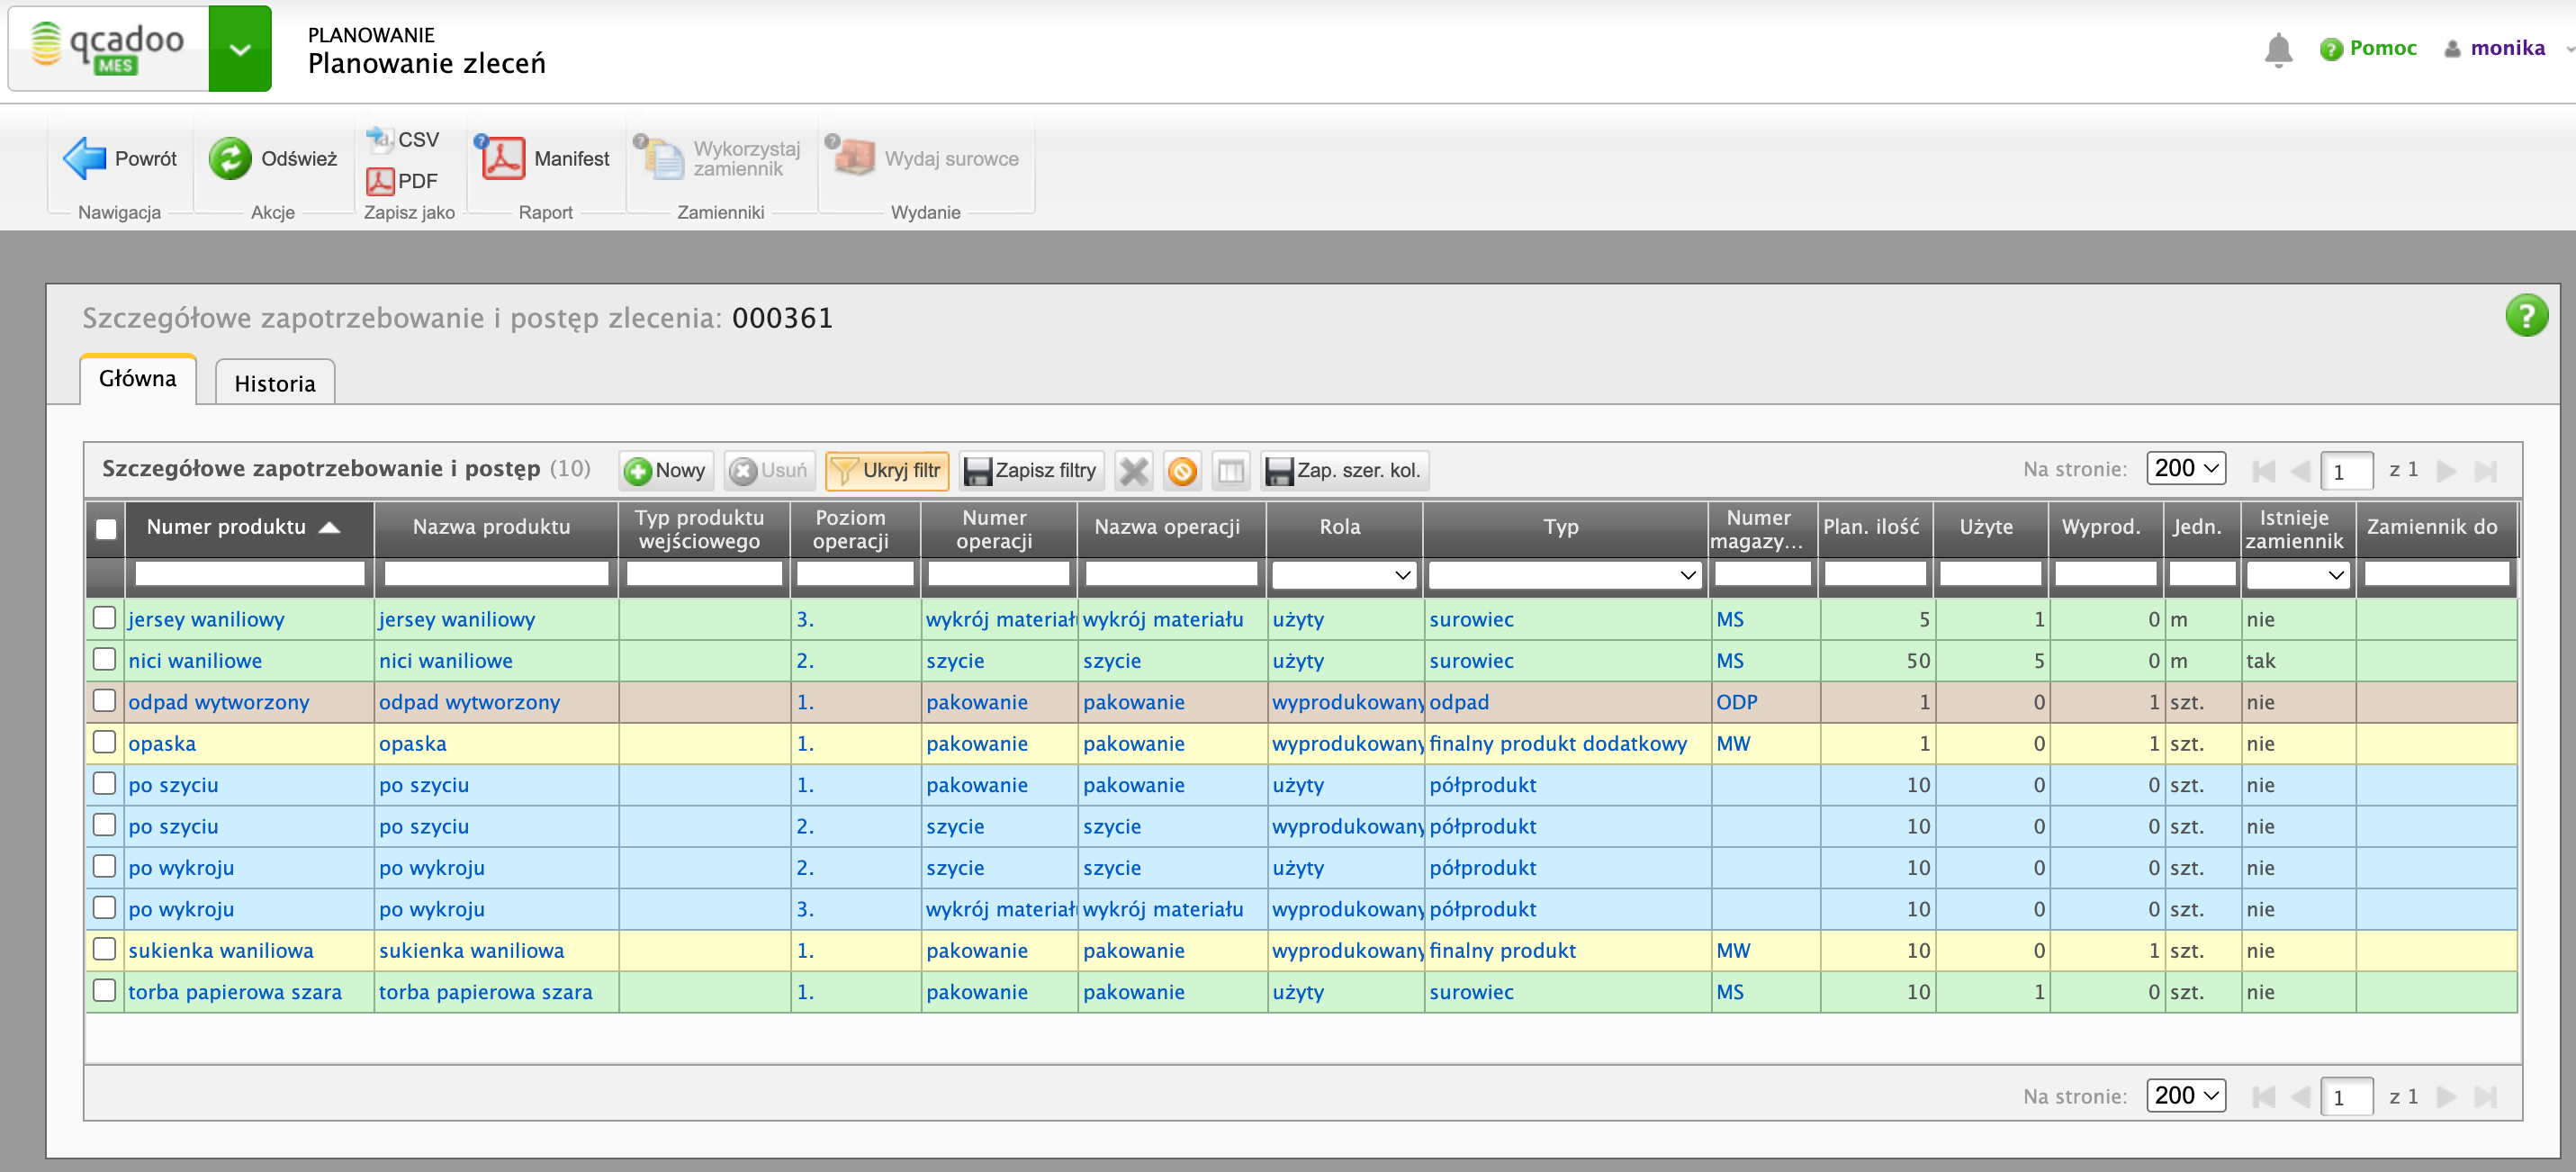 qcadoo
MES
PLANOWANIE
Planowanie zleceń
Pomoc
monika
Powrót
Nawigacja
Odśwież
Akcje
CSV
PDF
Zapisz jako
Manifest
Raport
Wykorzystaj
zamiennik
Zamienniki
Wydaj surowce
Wydanie
Szczegółowe zapotrzebowanie i postęp zlecenia: 000361
Główna
Historia
Szczegółowe zapotrzebowanie i postęp (10) Nowy Usuń Ukryj filtr Zapisz filtry Zap. szer. kol. Na stronie: 200 1 z 1
Numer produktu Nazwa produktu Typ produktu wejściowego Poziom operacji Numer operacji Nazwa operacji Rola Typ Numer magazy... Plan. ilość Użyte Wyprod. Jedn. Istnieje zamiennik Zamiennik do
jersey waniliowy jersey waniliowy 3. wykrój materiału wykrój materiału użyty surowiec MS 5 1 0 m nie
nici waniliowe nici waniliowe 2. szycie szycie użyty surowiec MS 50 5 0 m tak
odpad wytworzony odpad wytworzony 1. pakowanie pakowanie wyprodukowany odpad ODP 1 0 1 szt. nie
opaska opaska 1. pakowanie pakowanie wyprodukowany finalny produkt dodatkowy MW 1 0 1 szt. nie
po szyciu po szyciu 1. pakowanie pakowanie użyty półprodukt 10 0 0 szt. nie
po szyciu po szyciu 2. szycie szycie wyprodukowany półprodukt 10 0 0 szt. nie
po wykroju po wykroju 2. szycie szycie użyty półprodukt 10 0 0 szt. nie
po wykroju po wykroju 3. wykrój materiału wykrój materiału wyprodukowany półprodukt 10 0 0 szt. nie
sukienka waniliowa sukienka waniliowa 1. pakowanie pakowanie wyprodukowany finalny produkt MW 10 0 1 szt. nie
torba papierowa szara torba papierowa szara 1. pakowanie pakowanie użyty surowiec MS 10 1 0 szt. nie
Na stronie: 200 1 z 1